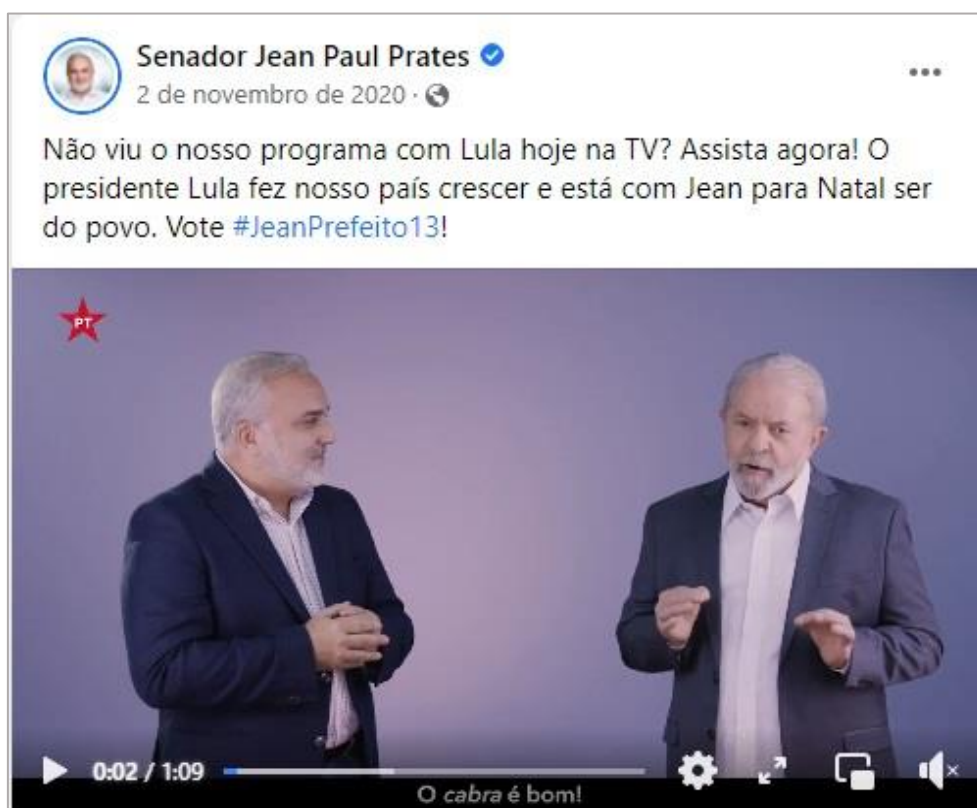 Senador Jean Paul Prates
2 de novembro de 2020 ·
Não viu o nosso programa com Lula hoje na TV? Assista agora! O
presidente Lula fez nosso país crescer e está com Jean para Natal ser
do povo. Vote #JeanPrefeito13!
PT
0:02 / 1:09
O cabra é bom!